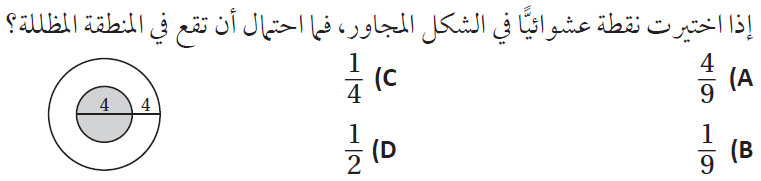 إذا اختيرت نقطة عشوائيًّا في الشكل المجاور، فما احتمال أن تقع في المنطقة المظللة؟
(A 4/9
(C 1/4
4 4
(B 1/9
(D 1/2